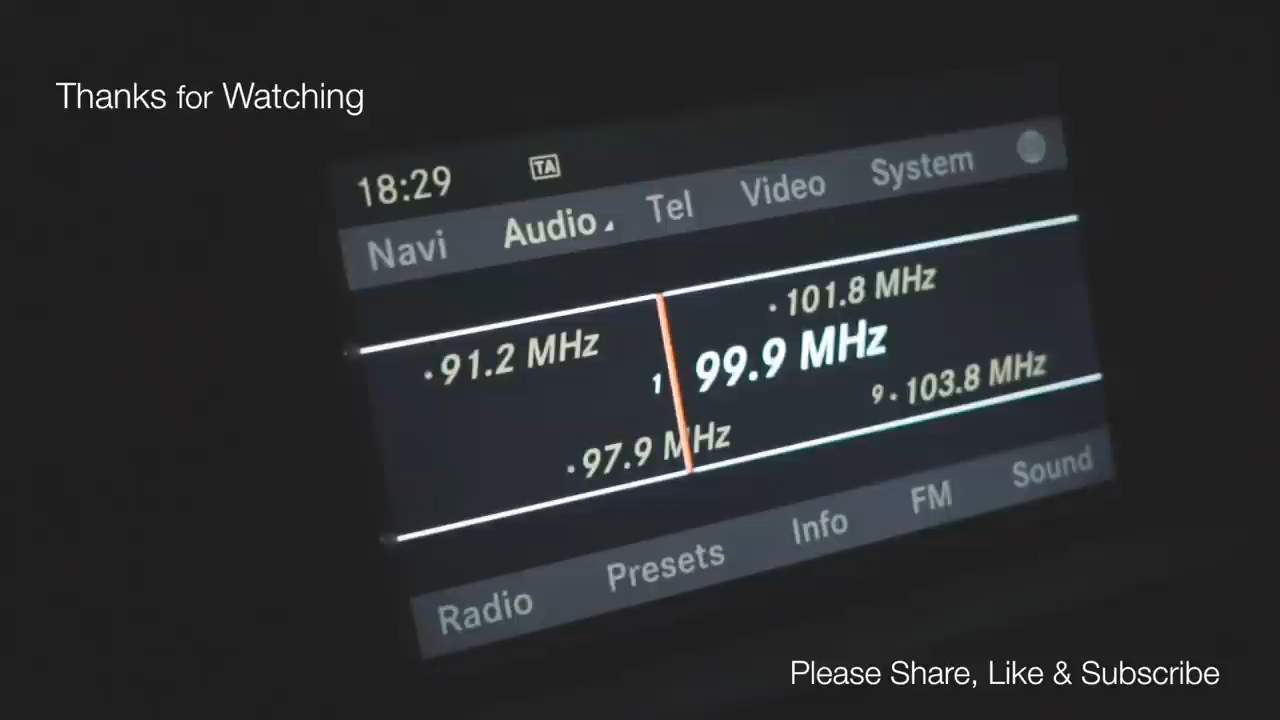 Thanks for Watching
18:29 TA
Navi Audio Tel Video System
· 101.8 MHz
· 91.2 MHz
1 99.9 MHz
9 · 103.8 MHz
· 97.9 MHz
Radio Presets Info FM Sound
Please Share, Like & Subscribe